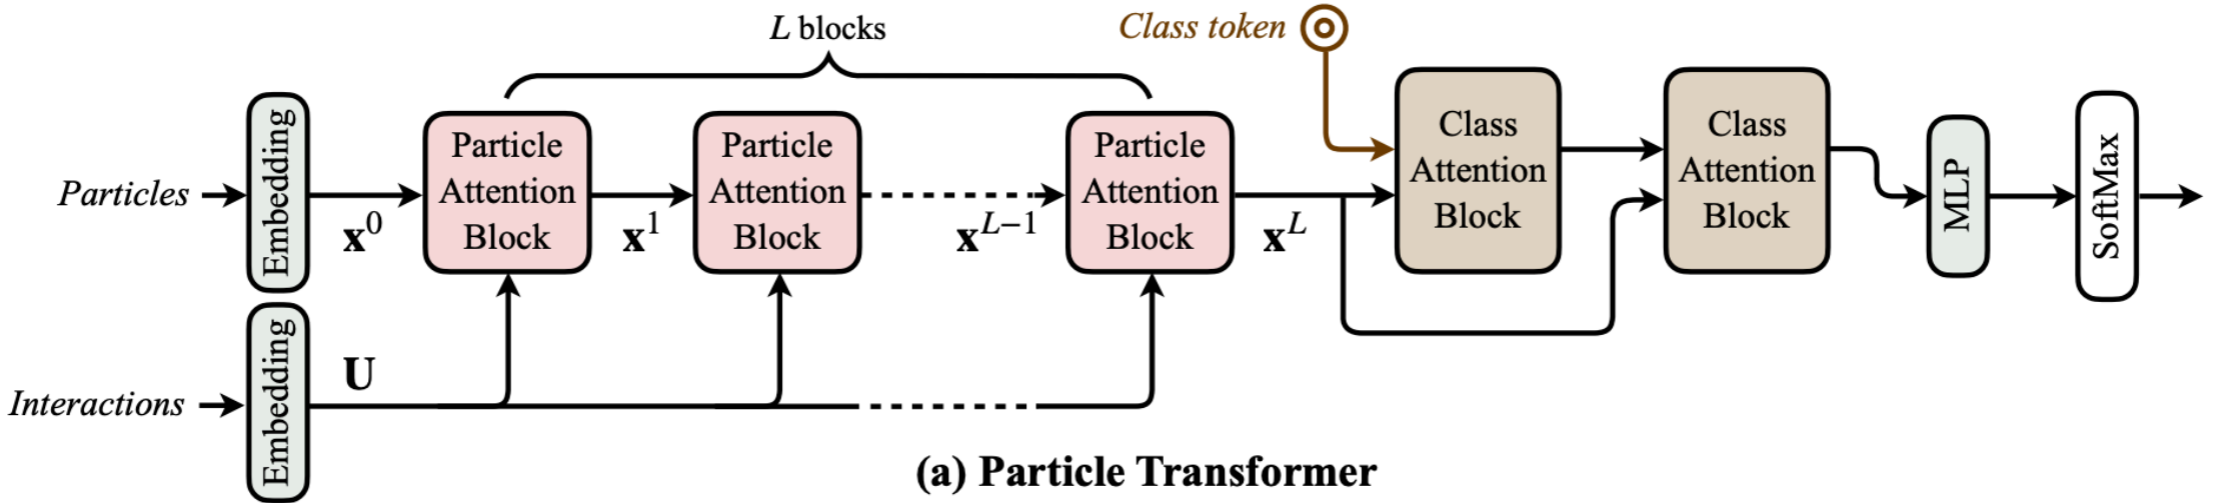 L blocks
Class token
Particles
Embedding
x⁰
Particle
Attention
Block
x¹
Particle
Attention
Block
xᴸ⁻¹
Particle
Attention
Block
xᴸ
Class
Attention
Block
Class
Attention
Block
MLP
SoftMax
Interactions
Embedding
U
(a) Particle Transformer